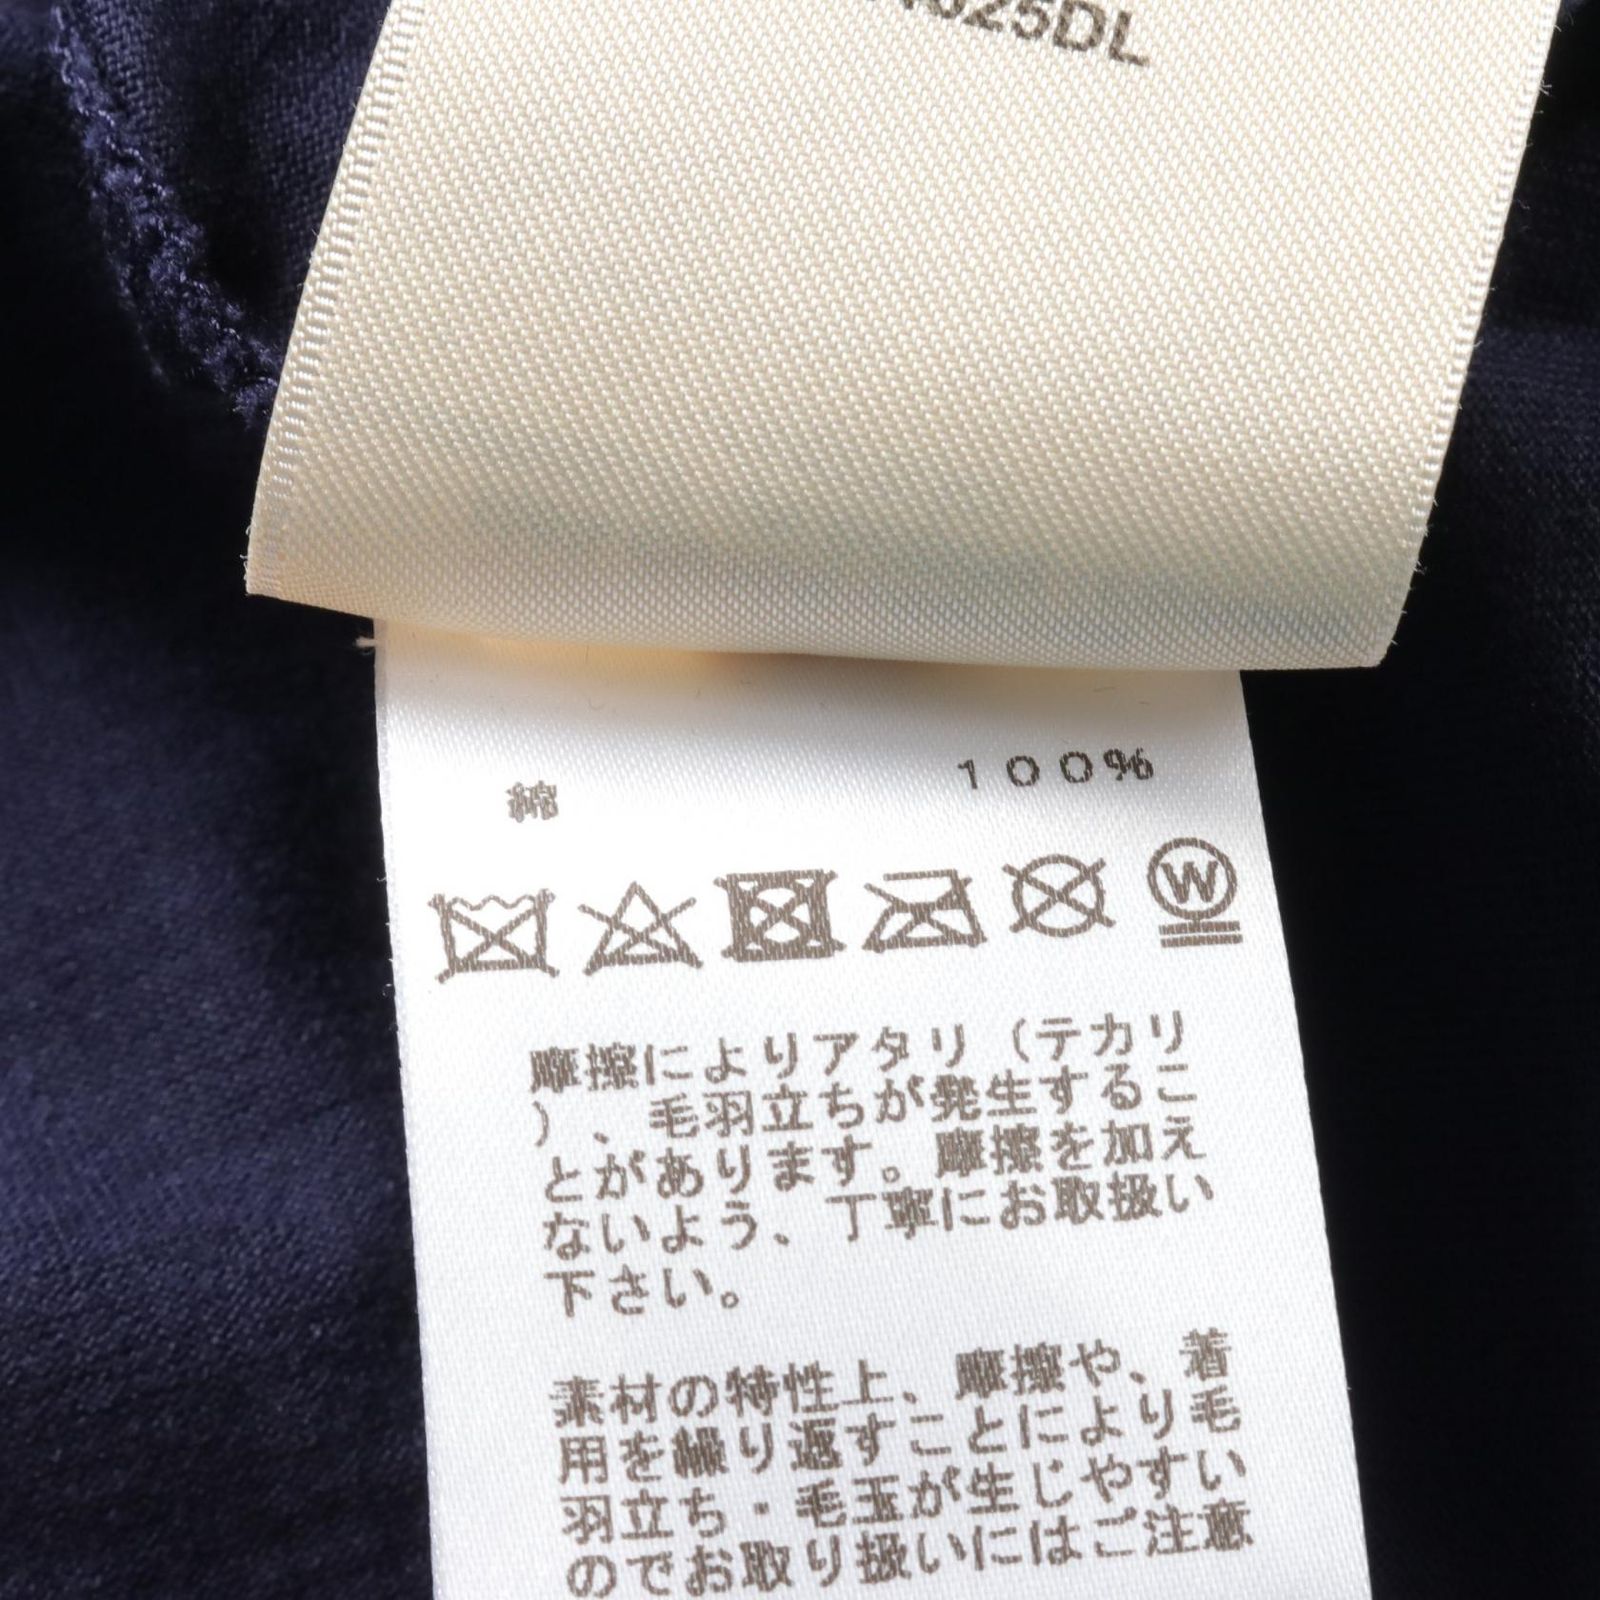 625DL
綿 100%
W
摩擦によりアタリ（テカリ
）、毛羽立ちが発生するこ
とがあります。摩擦を加え
ないよう、丁寧にお取扱い
下さい。
素材の特性上、摩擦や、着
用を繰り返すことにより毛
羽立ち・毛玉が生じやすい
のでお取り扱いにはご注意